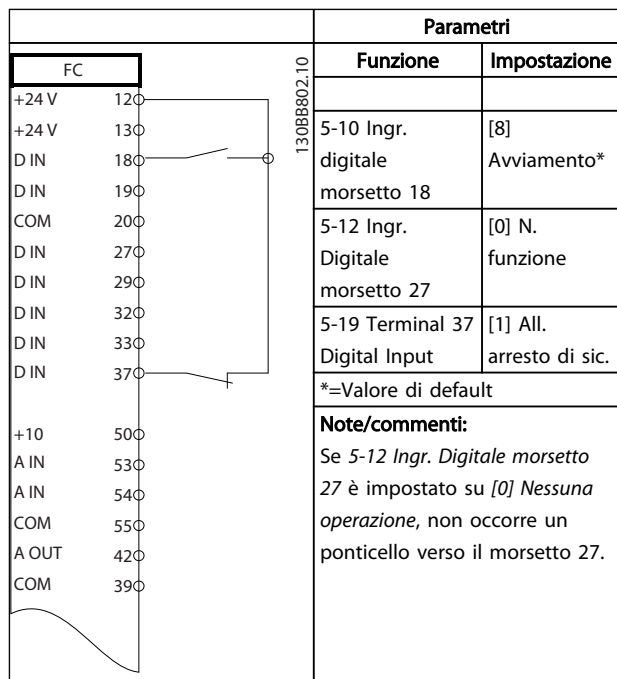 FC
+24 V 12
+24 V 13
D IN 18
D IN 19
COM 20
D IN 27
D IN 29
D IN 32
D IN 33
D IN 37
+10 50
A IN 53
A IN 54
COM 55
A OUT 42
COM 39
130BB802.10
Parametri
Funzione Impostazione
5-10 Ingr. [8]
digitale Avviamento*
morsetto 18
5-12 Ingr. [0] N.
Digitale funzione
morsetto 27
5-19 Terminal 37 [1] All.
Digital Input arresto di sic.
*=Valore di default
Note/commenti:
Se 5-12 Ingr. Digitale morsetto
27 è impostato su [0] Nessuna
operazione, non occorre un
ponticello verso il morsetto 27.